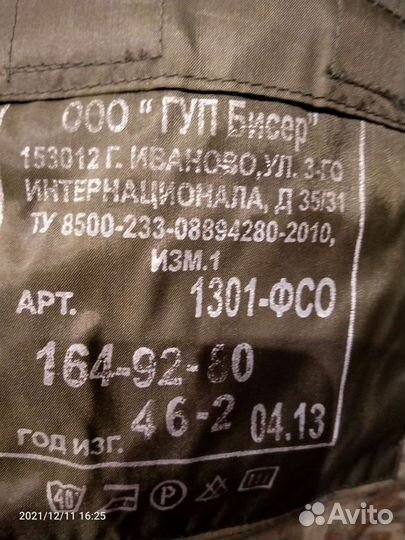 ООО "ГУП Бисер"
153012 Г. ИВАНОВО, УЛ. 3-ГО
ИНТЕРНАЦИОНАЛА, Д 35/31
ТУ 8500-233-08894280-2010,
ИЗМ.1
АРТ. 1301-ФСО
164-92-80
46-2
ГОД ИЗГ. 04.13
40°
P
2021/12/11 16:25
Avito